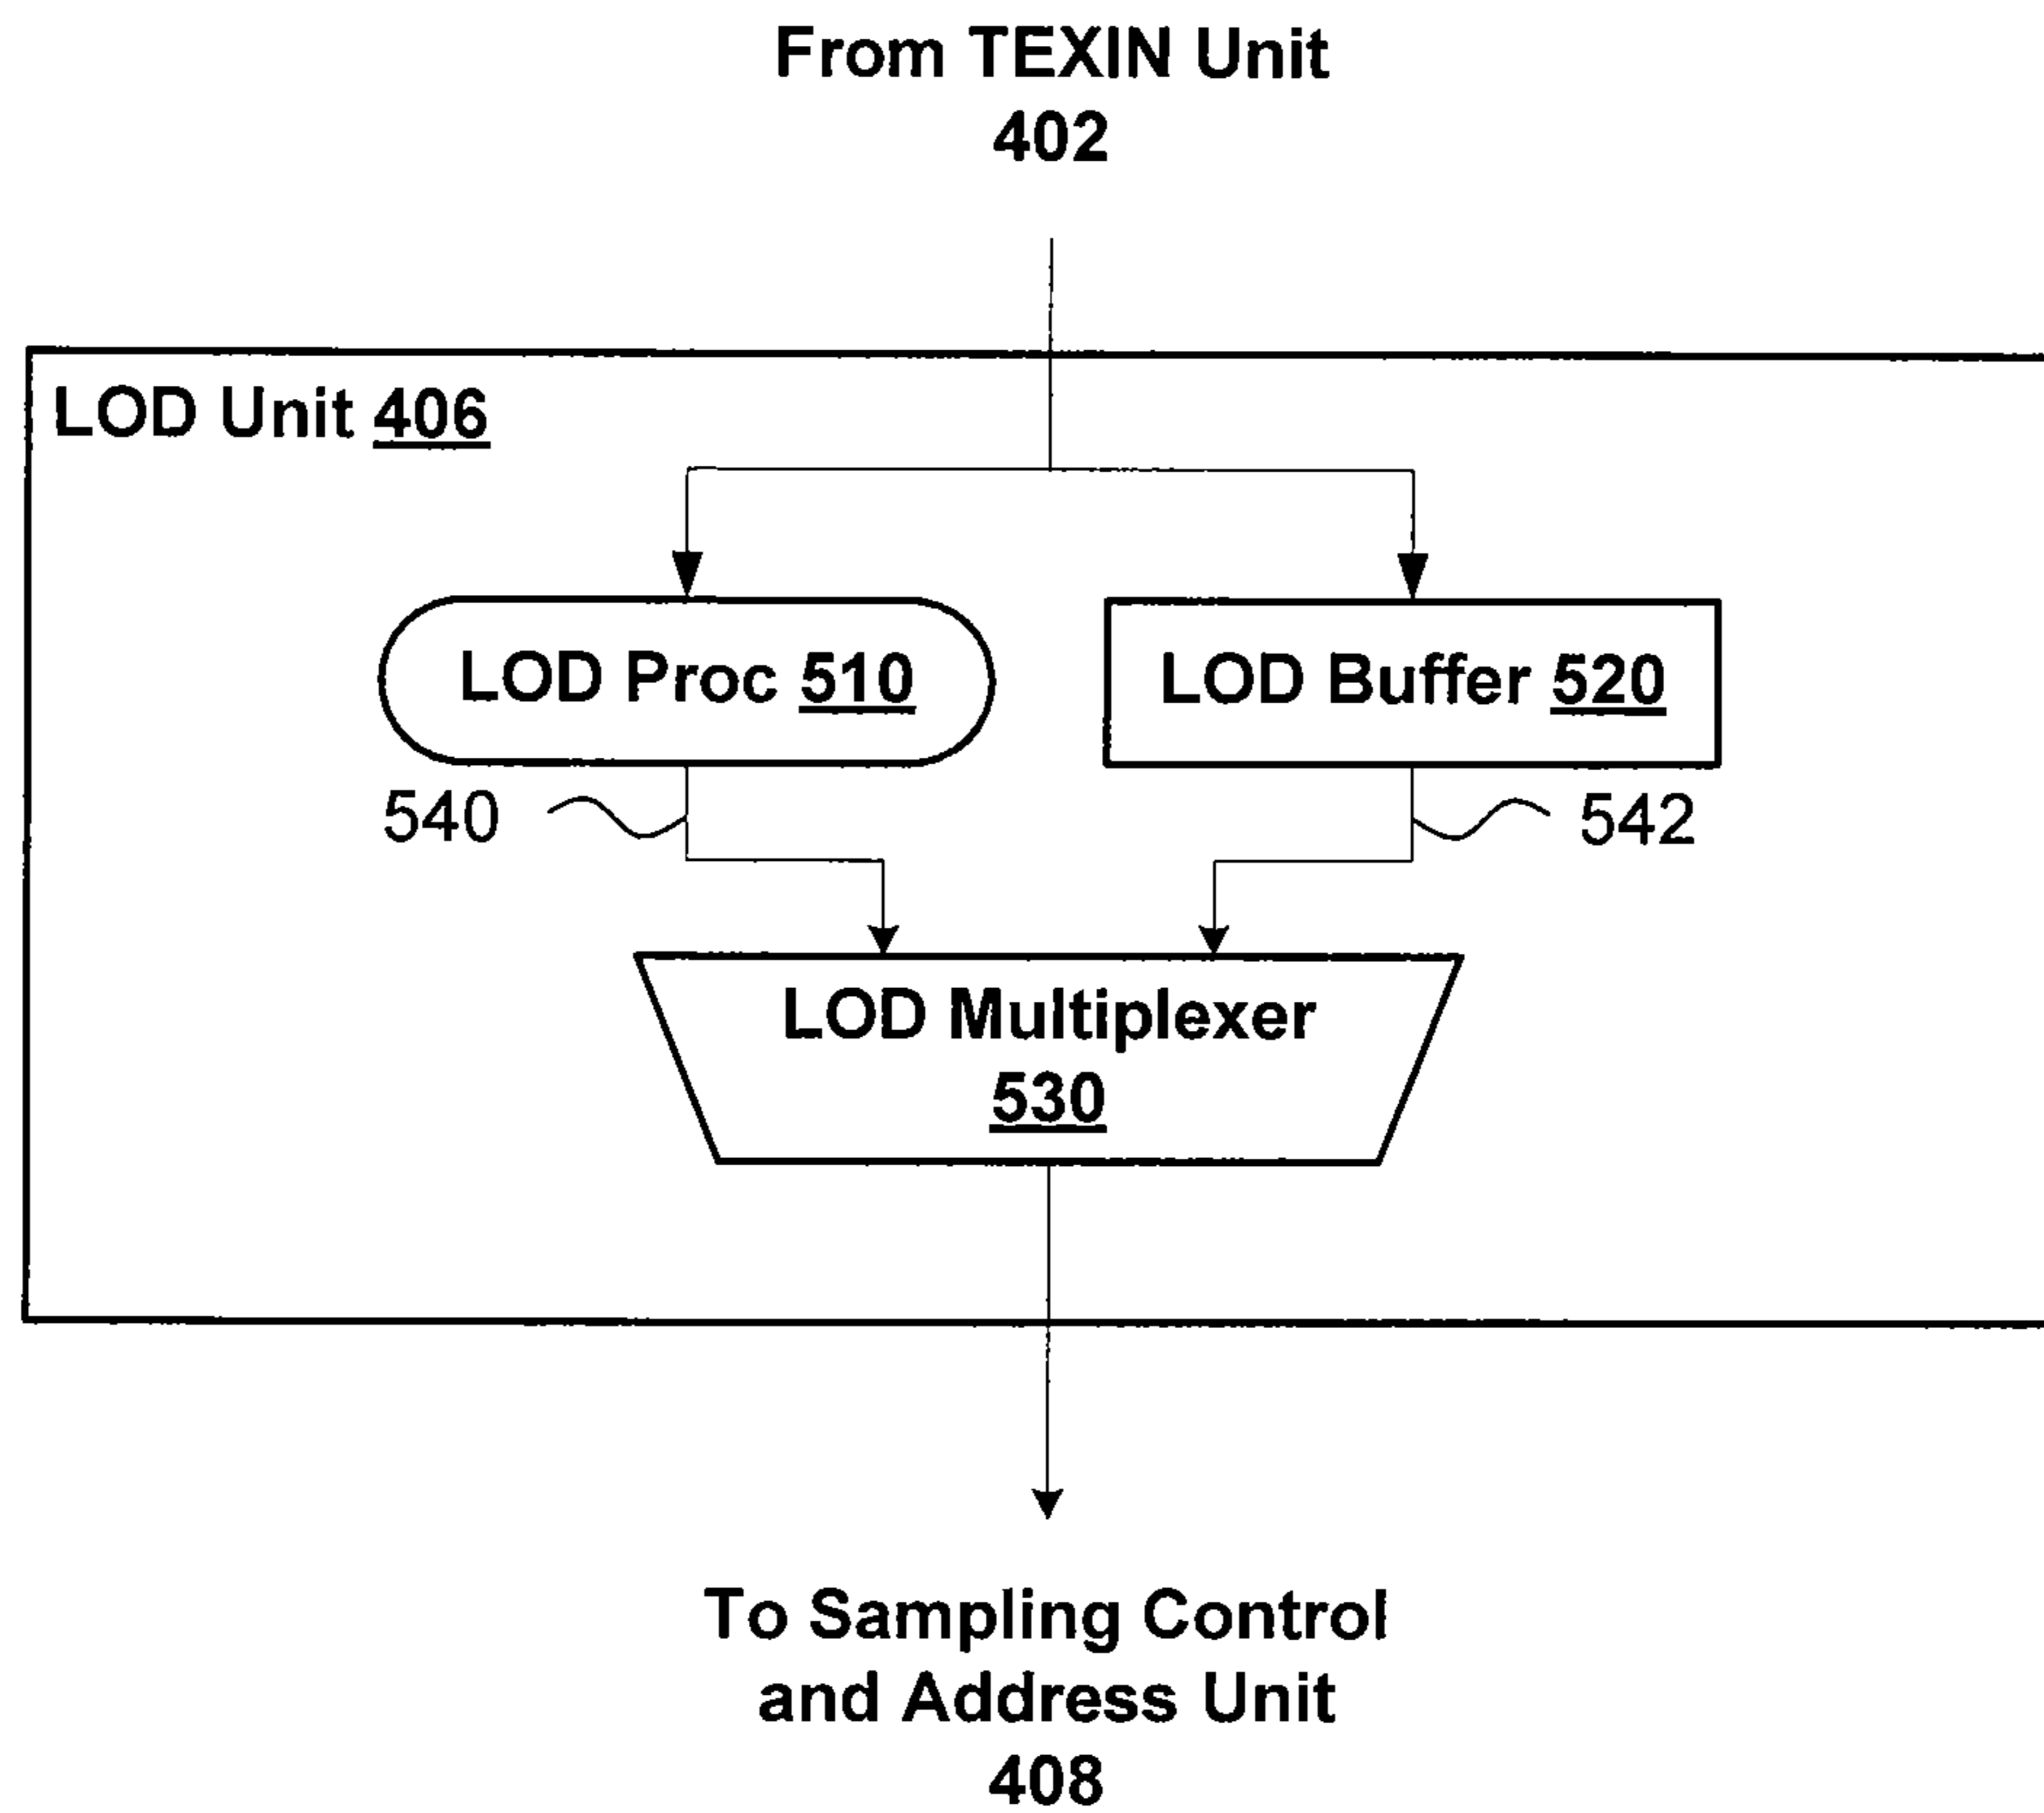 From TEXIN Unit
402
LOD Unit 406
LOD Proc 510
LOD Buffer 520
540
542
LOD Multiplexer
530
To Sampling Control
and Address Unit
408